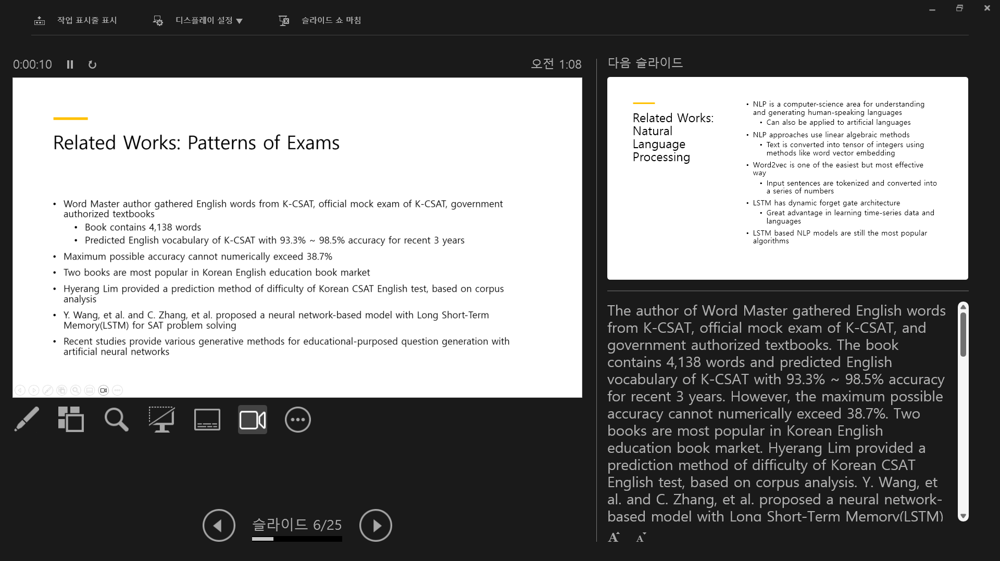 작업 표시줄 표시
디스플레이 설정 ▼
슬라이드 쇼 마침
0:00:10
오전 1:08
Related Works: Patterns of Exams
• Word Master author gathered English words from K-CSAT, official mock exam of K-CSAT, government
authorized textbooks
• Book contains 4,138 words
• Predicted English vocabulary of K-CSAT with 93.3% ~ 98.5% accuracy for recent 3 years
• Maximum possible accuracy cannot numerically exceed 38.7%
• Two books are most popular in Korean English education book market
• Hyerang Lim provided a prediction method of difficulty of Korean CSAT English test, based on corpus
analysis
• Y. Wang, et al. and C. Zhang, et al. proposed a neural network-based model with Long Short-Term
Memory(LSTM) for SAT problem solving
• Recent studies provide various generative methods for educational-purposed question generation with
artificial neural networks
슬라이드 6/25
다음 슬라이드
Related Works:
Natural
Language
Processing
• NLP is a computer-science area for understanding
and generating human-speaking languages
• Can also be applied to artificial languages
• NLP approaches use linear algebraic methods
• Text is converted into tensor of integers using
methods like word vector embedding
• Word2vec is one of the easiest but most effective
way
• Input sentences are tokenized and converted into
a series of numbers
• LSTM has dynamic forget gate architecture
• Great advantage in learning time-series data and
languages
• LSTM based NLP models are still the most popular
algorithms
The author of Word Master gathered English words
from K-CSAT, official mock exam of K-CSAT, and
government authorized textbooks. The book
contains 4,138 words and predicted English
vocabulary of K-CSAT with 93.3% ~ 98.5% accuracy
for recent 3 years. However, the maximum possible
accuracy cannot numerically exceed 38.7%. Two
books are most popular in Korean English
education book market. Hyerang Lim provided a
prediction method of difficulty of Korean CSAT
English test, based on corpus analysis. Y. Wang, et
al. and C. Zhang, et al. proposed a neural network-
based model with Long Short-Term Memory(LSTM)
A A